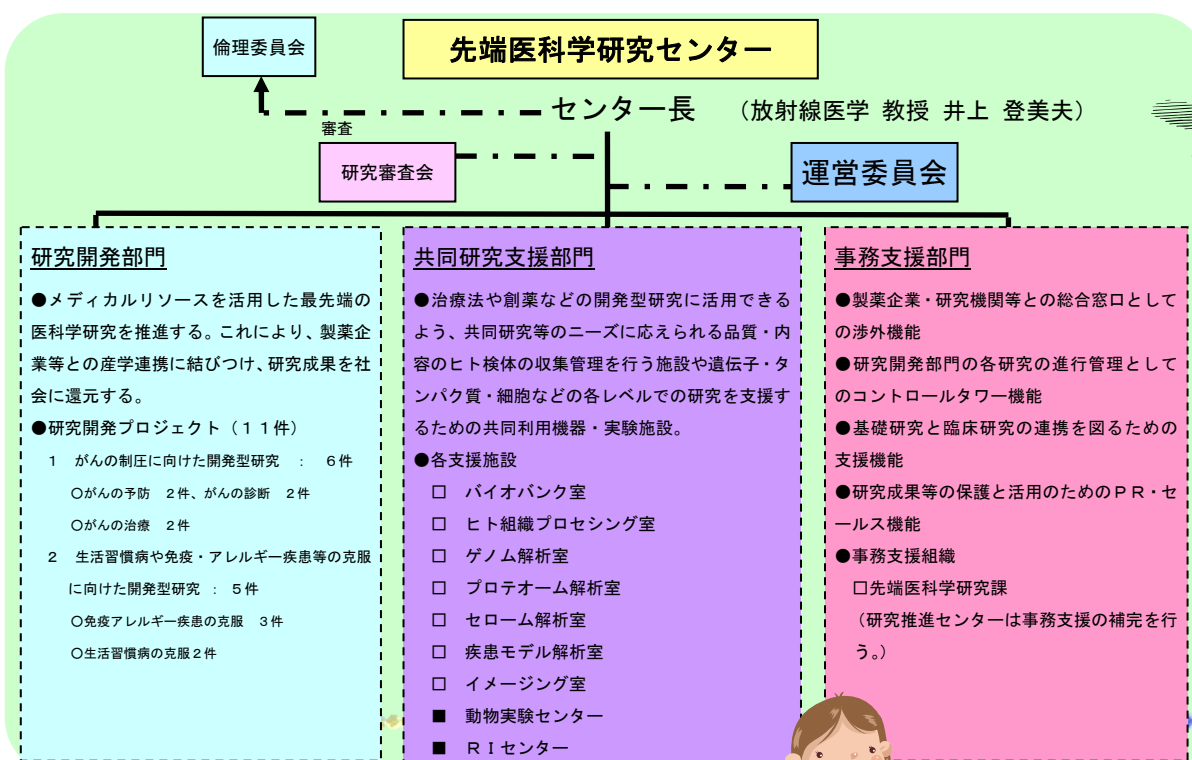 倫理委員会
先端医科学研究センター
センター長 （放射線医学 教授 井上 登美夫）
審査
研究審査会
運営委員会
研究開発部門
●メディカルリソースを活用した最先端の
医科学研究を推進する。これにより、製薬企
業等との産学連携に結びつけ、研究成果を社
会に還元する。
●研究開発プロジェクト（１１件）
１ がんの制圧に向けた開発型研究 ： ６件
○がんの予防 ２件、がんの診断 ２件
○がんの治療 ２件
２ 生活習慣病や免疫・アレルギー疾患等の克服
に向けた開発型研究 ： ５件
○免疫アレルギー疾患の克服 ３件
○生活習慣病の克服２件
共同研究支援部門
●治療法や創薬などの開発型研究に活用できる
よう、共同研究等のニーズに応えられる品質・内
容のヒト検体の収集管理を行う施設や遺伝子・タ
ンパク質・細胞などの各レベルでの研究を支援す
るための共同利用機器・実験施設。
●各支援施設
□ バイオバンク室
□ ヒト組織プロセシング室
□ ゲノム解析室
□ プロテオーム解析室
□ セローム解析室
□ 疾患モデル解析室
□ イメージング室
■ 動物実験センター
■ ＲＩセンター
事務支援部門
●製薬企業・研究機関等との総合窓口として
の渉外機能
●研究開発部門の各研究の進行管理として
のコントロールタワー機能
●基礎研究と臨床研究の連携を図るための
支援機能
●研究成果等の保護と活用のためのＰＲ・セ
ールス機能
●事務支援組織
□先端医科学研究課
（研究推進センターは事務支援の補完を行
う。）